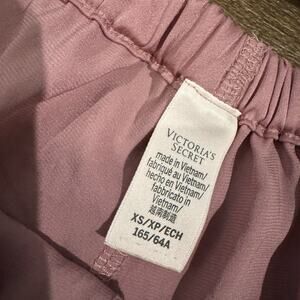 VICTORIA'S
SECRET
made in Vietnam/
fabriqué au Vietnam/
hecho en Vietnam/
fabbricato in
Vietnam/
越南制造
XS/XP/ECH
165/64A